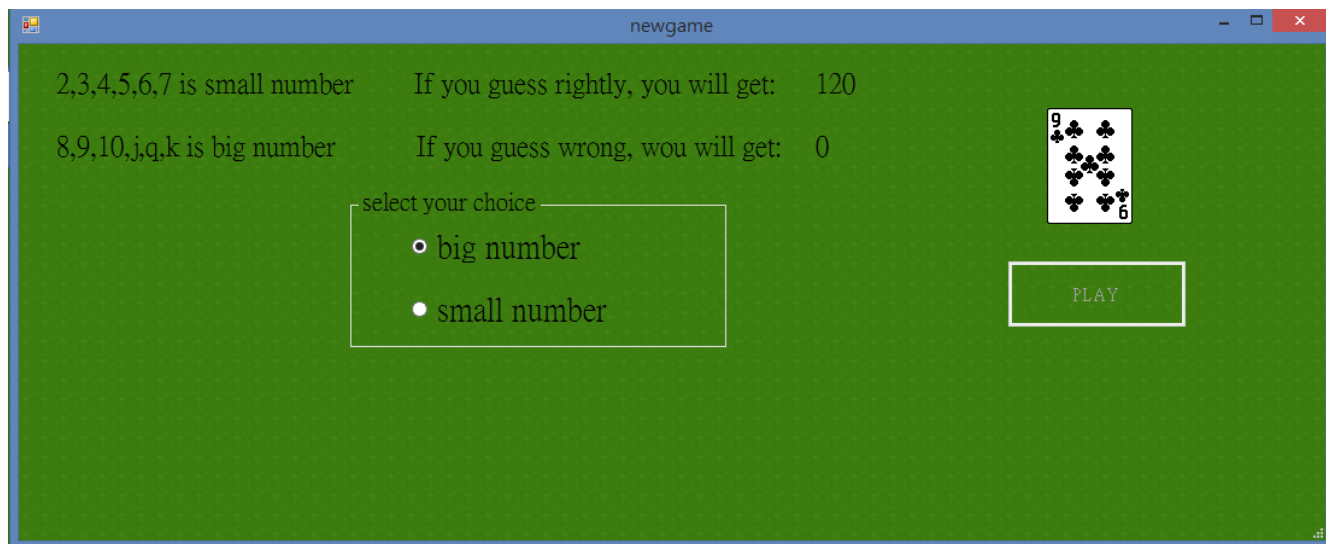 newgame
2,3,4,5,6,7 is small number If you guess rightly, you will get: 120
8,9,10,j,q,k is big number If you guess wrong, wou will get: 0
9
9
select your choice
big number
small number
PLAY